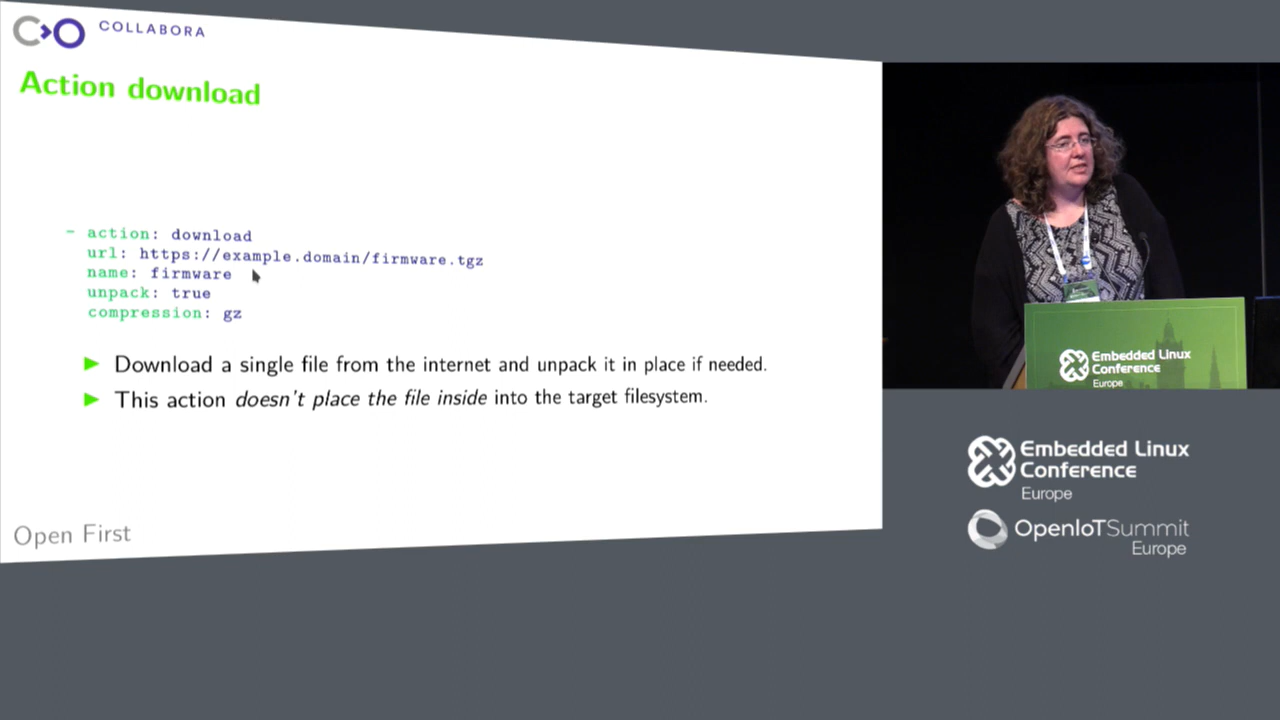 COLLABORA
Action download
- action: download
url: https://example.domain/firmware.tgz
name: firmware
unpack: true
compression: gz
▶ Download a single file from the internet and unpack it in place if needed.
▶ This action doesn't place the file inside into the target filesystem.
Open First
Embedded Linux
Conference
Europe
Embedded Linux
Conference
Europe
OpenIoTSummit
Europe